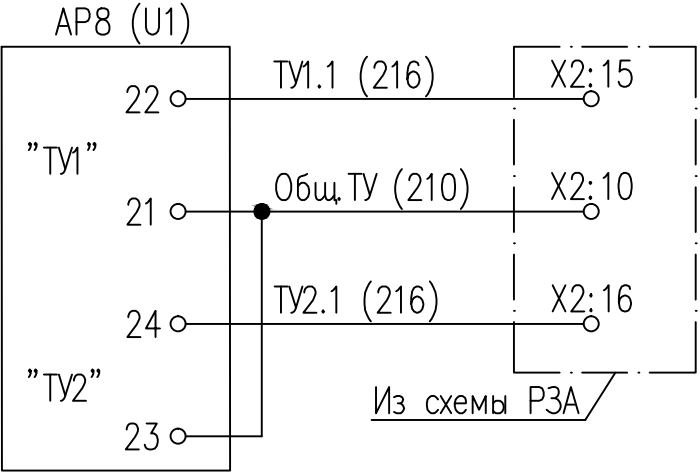 АР8 (U1)
22
ТУ1.1 (216)
Х2:15
"ТУ1"
21
Общ.ТУ (210)
Х2:10
24
ТУ2.1 (216)
Х2:16
"ТУ2"
23
Из схемы РЗА